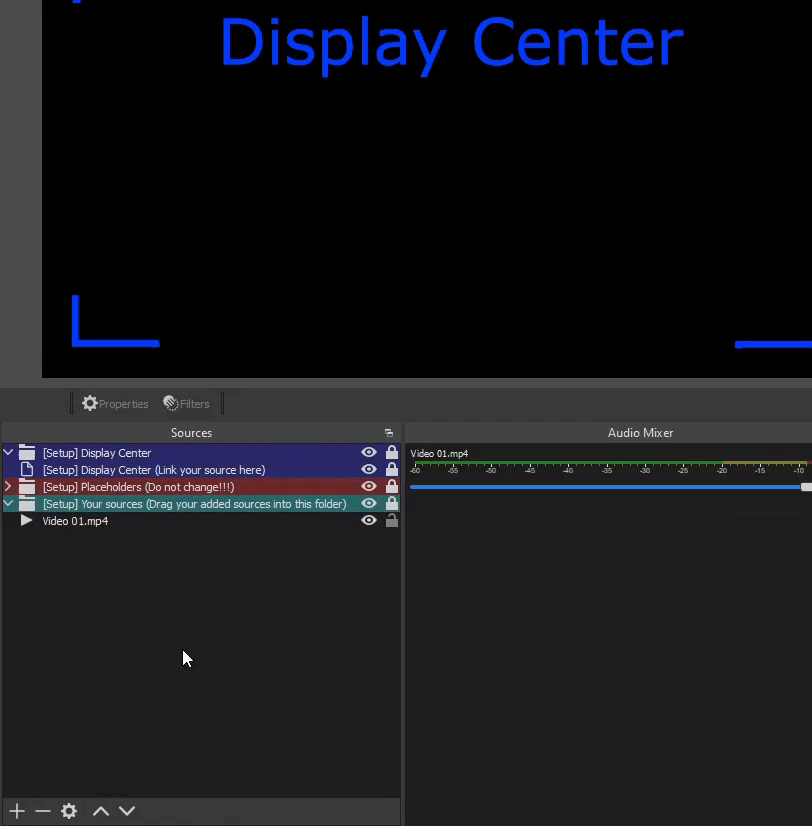 Display Center
Properties Filters
Sources
[Setup] Display Center
[Setup] Display Center (Link your source here)
[Setup] Placeholders (Do not change!!!)
[Setup] Your sources (Drag your added sources into this folder)
Video 01.mp4
Audio Mixer
Video 01.mp4
-60 -55 -50 -45 -40 -35 -30 -25 -20 -15 -10